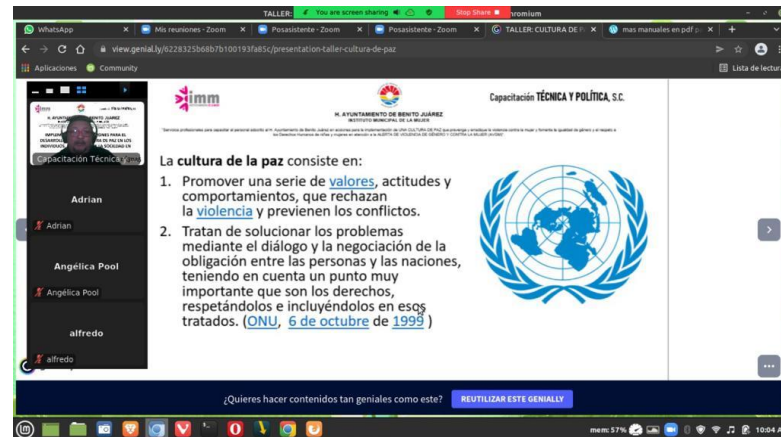 TALLER:
You are screen sharing
Stop Share
romium
WhatsApp
Mis reuniones - Zoom
Posasistente - Zoom
Posasistente - Zoom
TALLER: CULTURA DE P
mas manuales en pdf p
view.genial.ly/6228325b68b7b100193fa85c/presentation-taller-cultura-de-paz
Aplicaciones
Community
Lista de lectura
imm
H. AYUNTAMIENTO DE BENITO JUÁREZ
INSTITUTO MUNICIPAL DE LA MUJER
Capacitación TÉCNICA Y POLÍTICA, S.C.
Capacitación Técnica y
Adrian
Adrian
Angélica Pool
Angélica Pool
alfredo
alfredo
La cultura de la paz consiste en:
1. Promover una serie de valores, actitudes y
comportamientos, que rechazan
la violencia y previenen los conflictos.
2. Tratan de solucionar los problemas
mediante el diálogo y la negociación de la
obligación entre las personas y las naciones,
teniendo en cuenta un punto muy
importante que son los derechos,
respetándolos e incluyéndolos en esos
tratados. (ONU, 6 de octubre de 1999 )
¿Quieres hacer contenidos tan geniales como este?
REUTILIZAR ESTE GENIALLY
mem: 57%
10:04